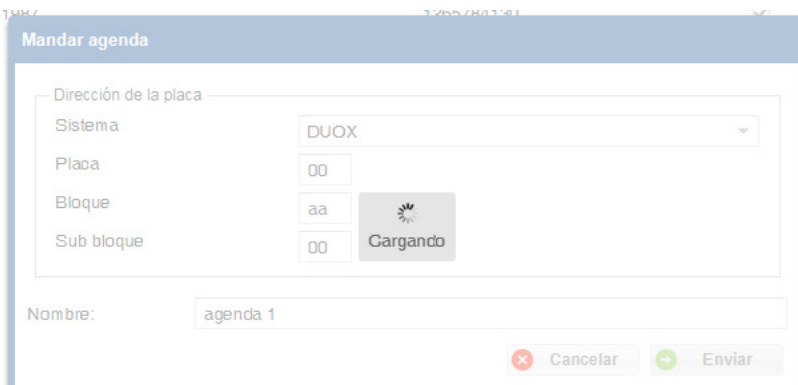 Mandar agenda
Dirección de la placa
Sistema DUOX
Placa 00
Bloque aa
Sub bloque 00
Cargando
Nombre: agenda 1
Cancelar Enviar